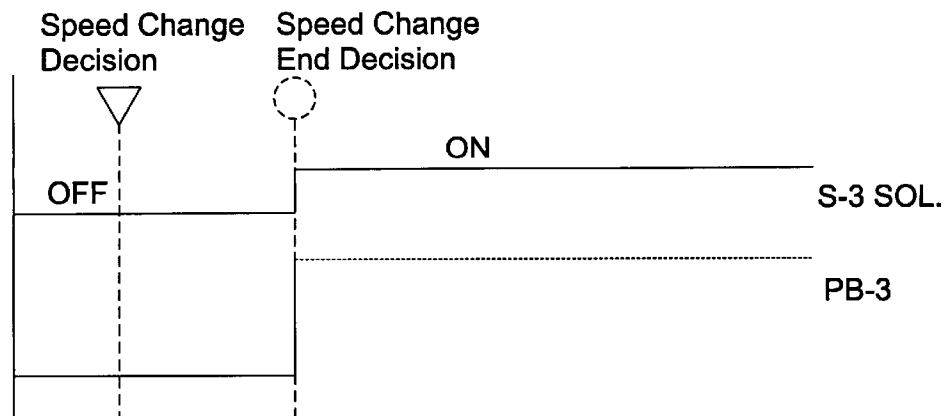 Speed Change
Decision
Speed Change
End Decision
ON
OFF
S-3 SOL.
PB-3